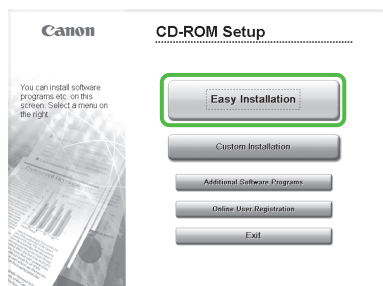 Canon
CD-ROM Setup
You can install software
programs etc. on this
screen. Select a menu on
the right.
Easy Installation
Custom Installation
Additional Software Programs
Online User Registration
Exit